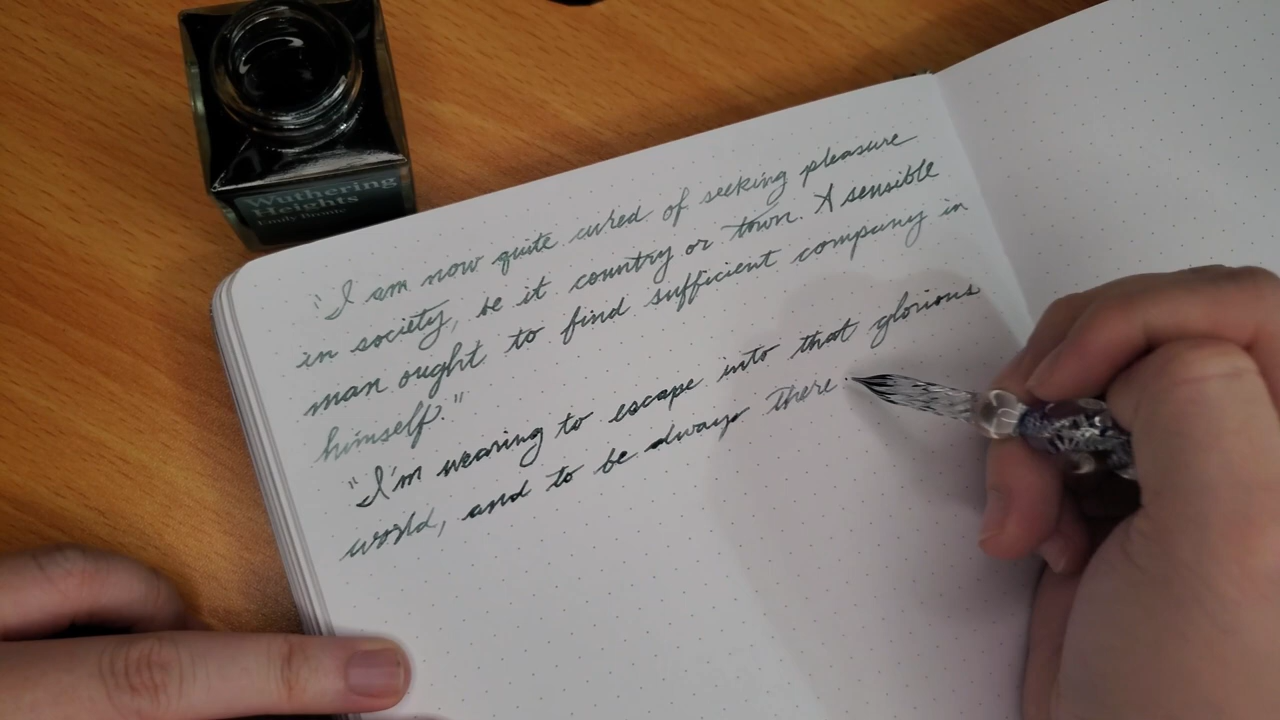 Wuthering
Heights
Emily Bronte
"I am now quite cured of seeking pleasure
in society, be it country or town. A sensible
man ought to find sufficient company in
himself."
"I'm wearing to escape into that glorious
world, and to be always there.